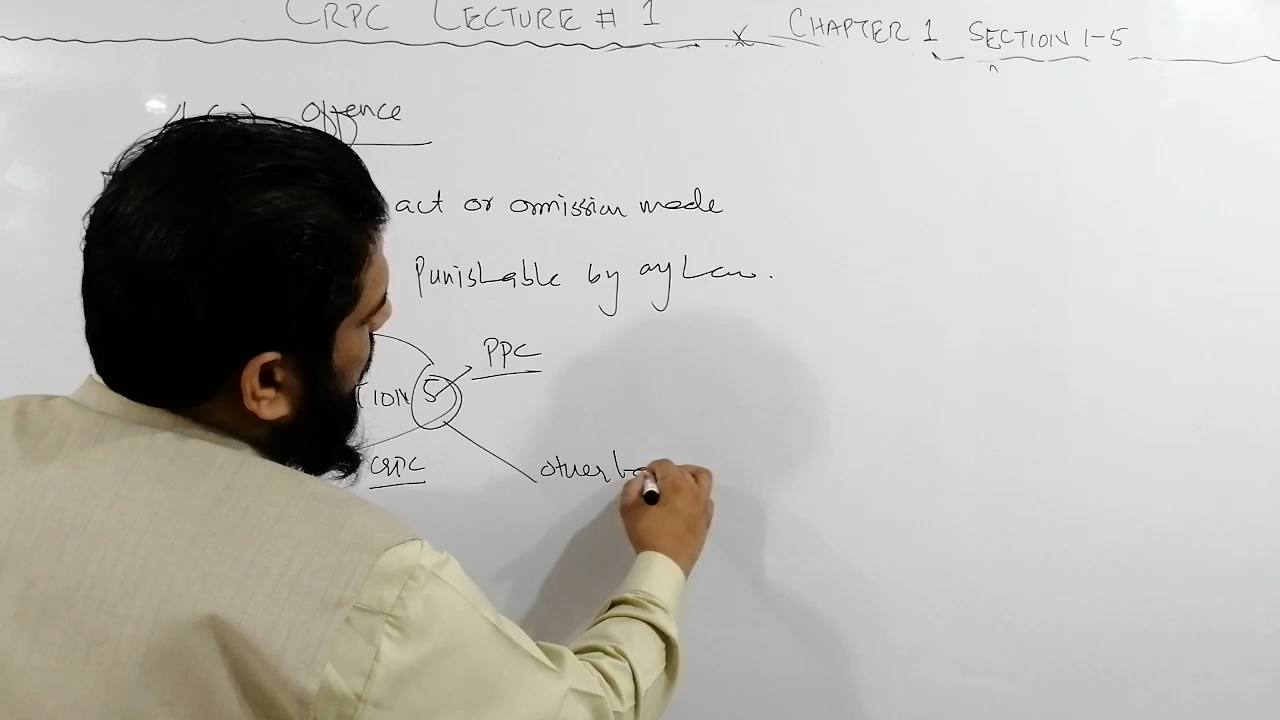 CRPC LECTURE # 1 CHAPTER 1 SECTION 1-5
offence
act or omission made
Punishable by any Law.
PPC
TION 5
CRPC
other